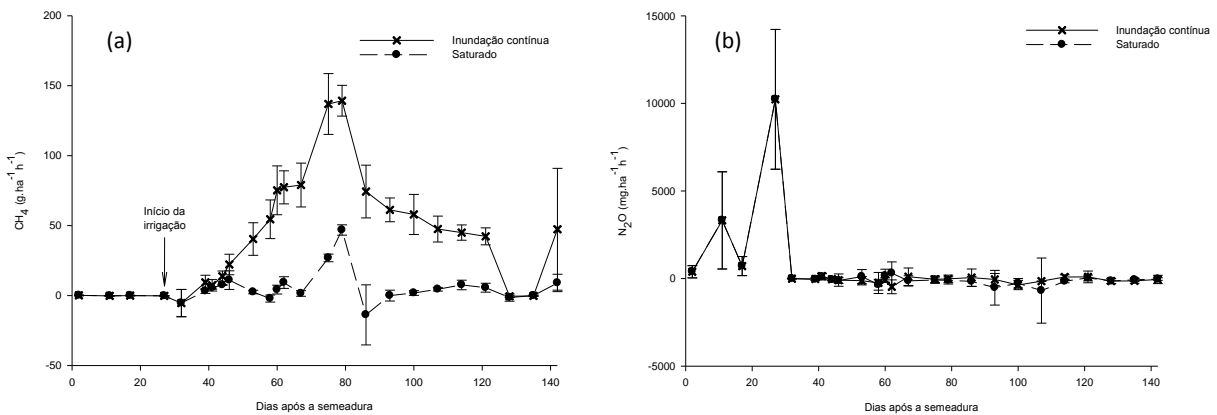 (a)
Inundação contínua
Saturado
200
150
100
50
0
-50
CH4 (g.ha-1 h-1)
Início da
irrigação
0 20 40 60 80 100 120 140
Dias após a semeadura
(b)
Inundação contínua
Saturado
15000
10000
5000
0
-5000
N2O (mg.ha-1 h-1)
0 20 40 60 80 100 120 140
Dias após a semeadura